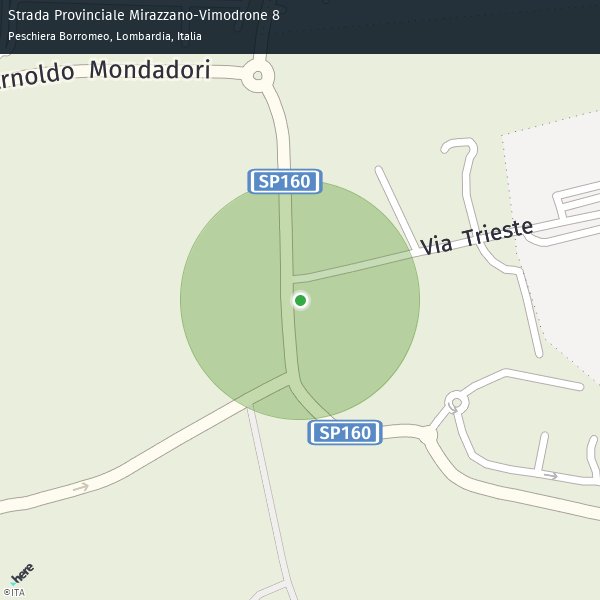 Strada Provinciale Mirazzano-Vimodrone 8
Peschiera Borromeo, Lombardia, Italia
rnoldo Mondadori
SP160
Via Trieste
SP160
here
©ITA